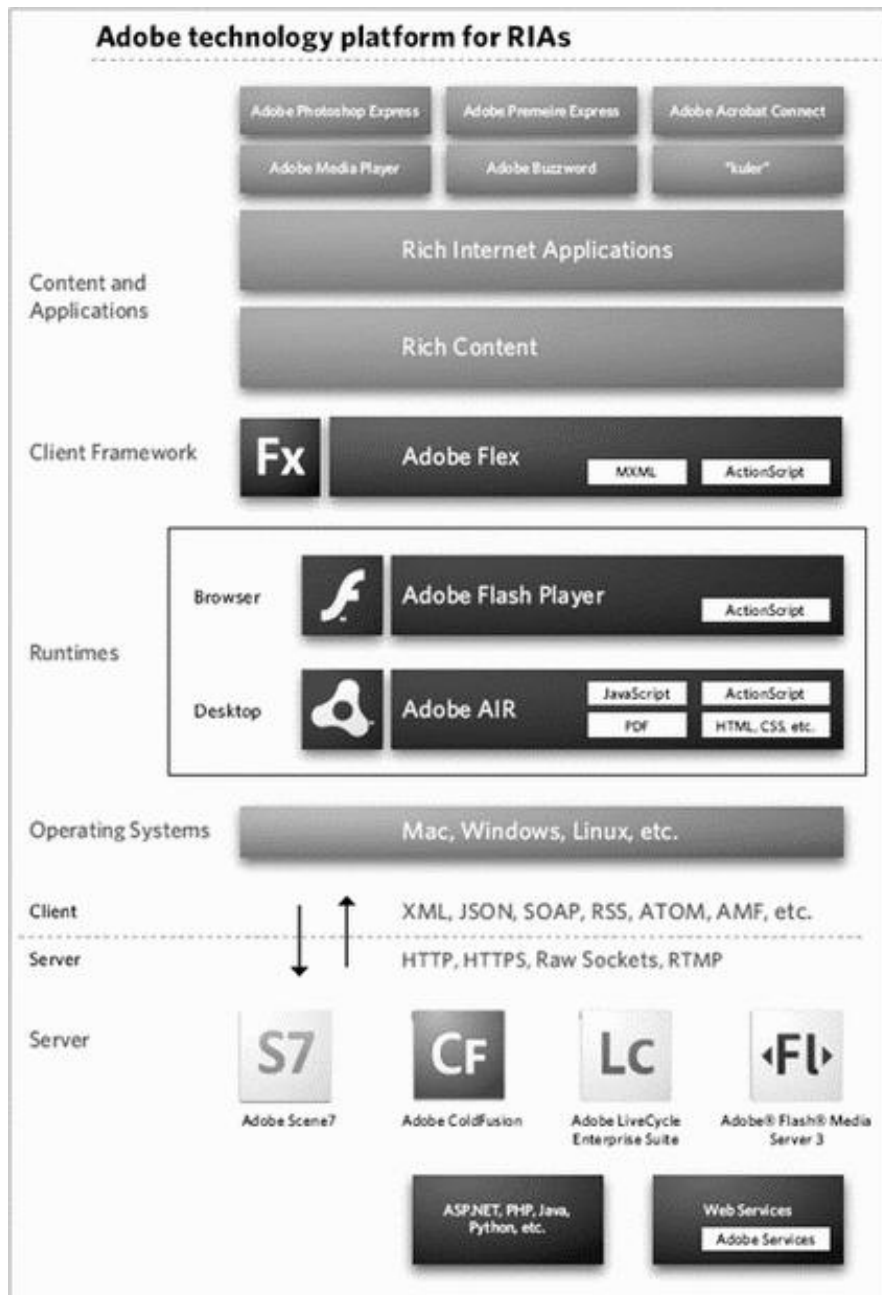 Adobe technology platform for RIAs
Adobe Photoshop Express
Adobe Premeire Express
Adobe Acrobat Connect
Adobe Media Player
Adobe Buzzword
"kuler"
Content and
Applications
Rich Internet Applications
Rich Content
Client Framework
Fx
Adobe Flex
MXML
ActionScript
Runtimes
Browser
Adobe Flash Player
ActionScript
Desktop
Adobe AIR
JavaScript
ActionScript
PDF
HTML, CSS, etc.
Operating Systems
Mac, Windows, Linux, etc.
Client
XML, JSON, SOAP, RSS, ATOM, AMF, etc.
Server
HTTP, HTTPS, Raw Sockets, RTMP
Server
S7
CF
LC
Fl
Adobe Scene7
Adobe ColdFusion
Adobe LiveCycle
Enterprise Suite
Adobe® Flash® Media
Server 3
ASP.NET, PHP, Java,
Python, etc.
Web Services
Adobe Services